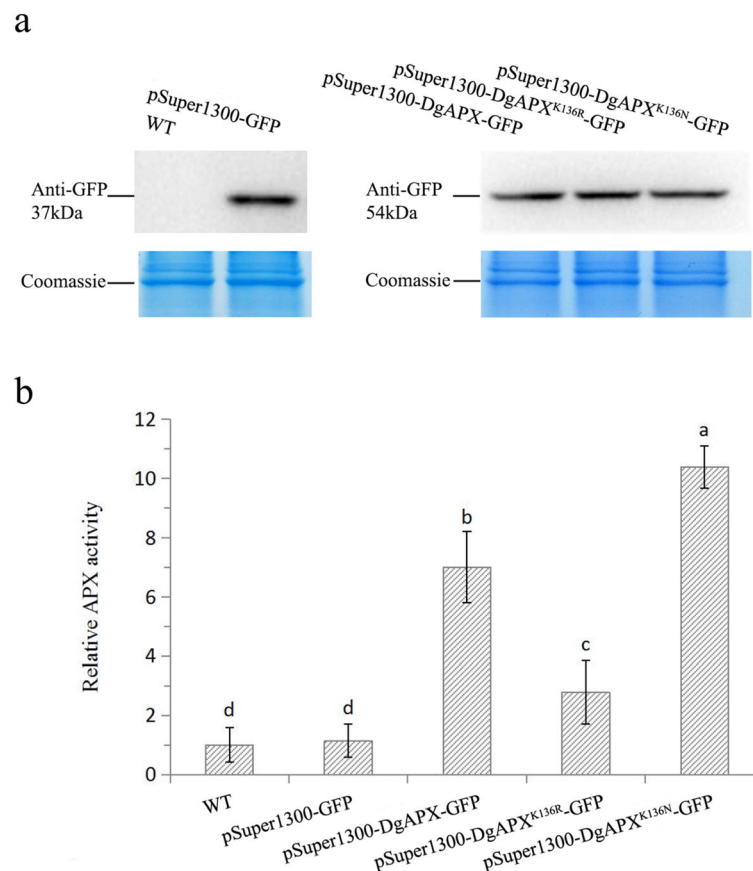 a
WT
pSuper1300-GFP
pSuper1300-DgAPX-GFP
pSuper1300-DgAPXK136R-GFP
pSuper1300-DgAPXK136N-GFP
Anti-GFP
37kDa
Anti-GFP
54kDa
Coomassie
Coomassie
b
Relative APX activity
12
10
8
6
4
2
0
d
d
b
c
a
WT
pSuper1300-GFP
pSuper1300-DgAPX-GFP
pSuper1300-DgAPXK136R-GFP
pSuper1300-DgAPXK136N-GFP